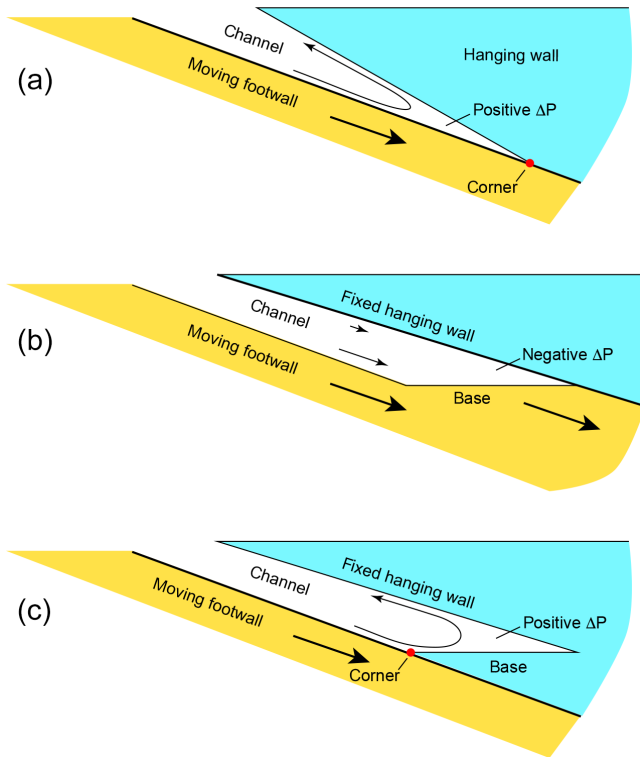 (a)
Channel
Moving footwall
Hanging wall
Positive ΔP
Corner
(b)
Channel
Fixed hanging wall
Moving footwall
Negative ΔP
Base
(c)
Channel
Fixed hanging wall
Moving footwall
Positive ΔP
Base
Corner